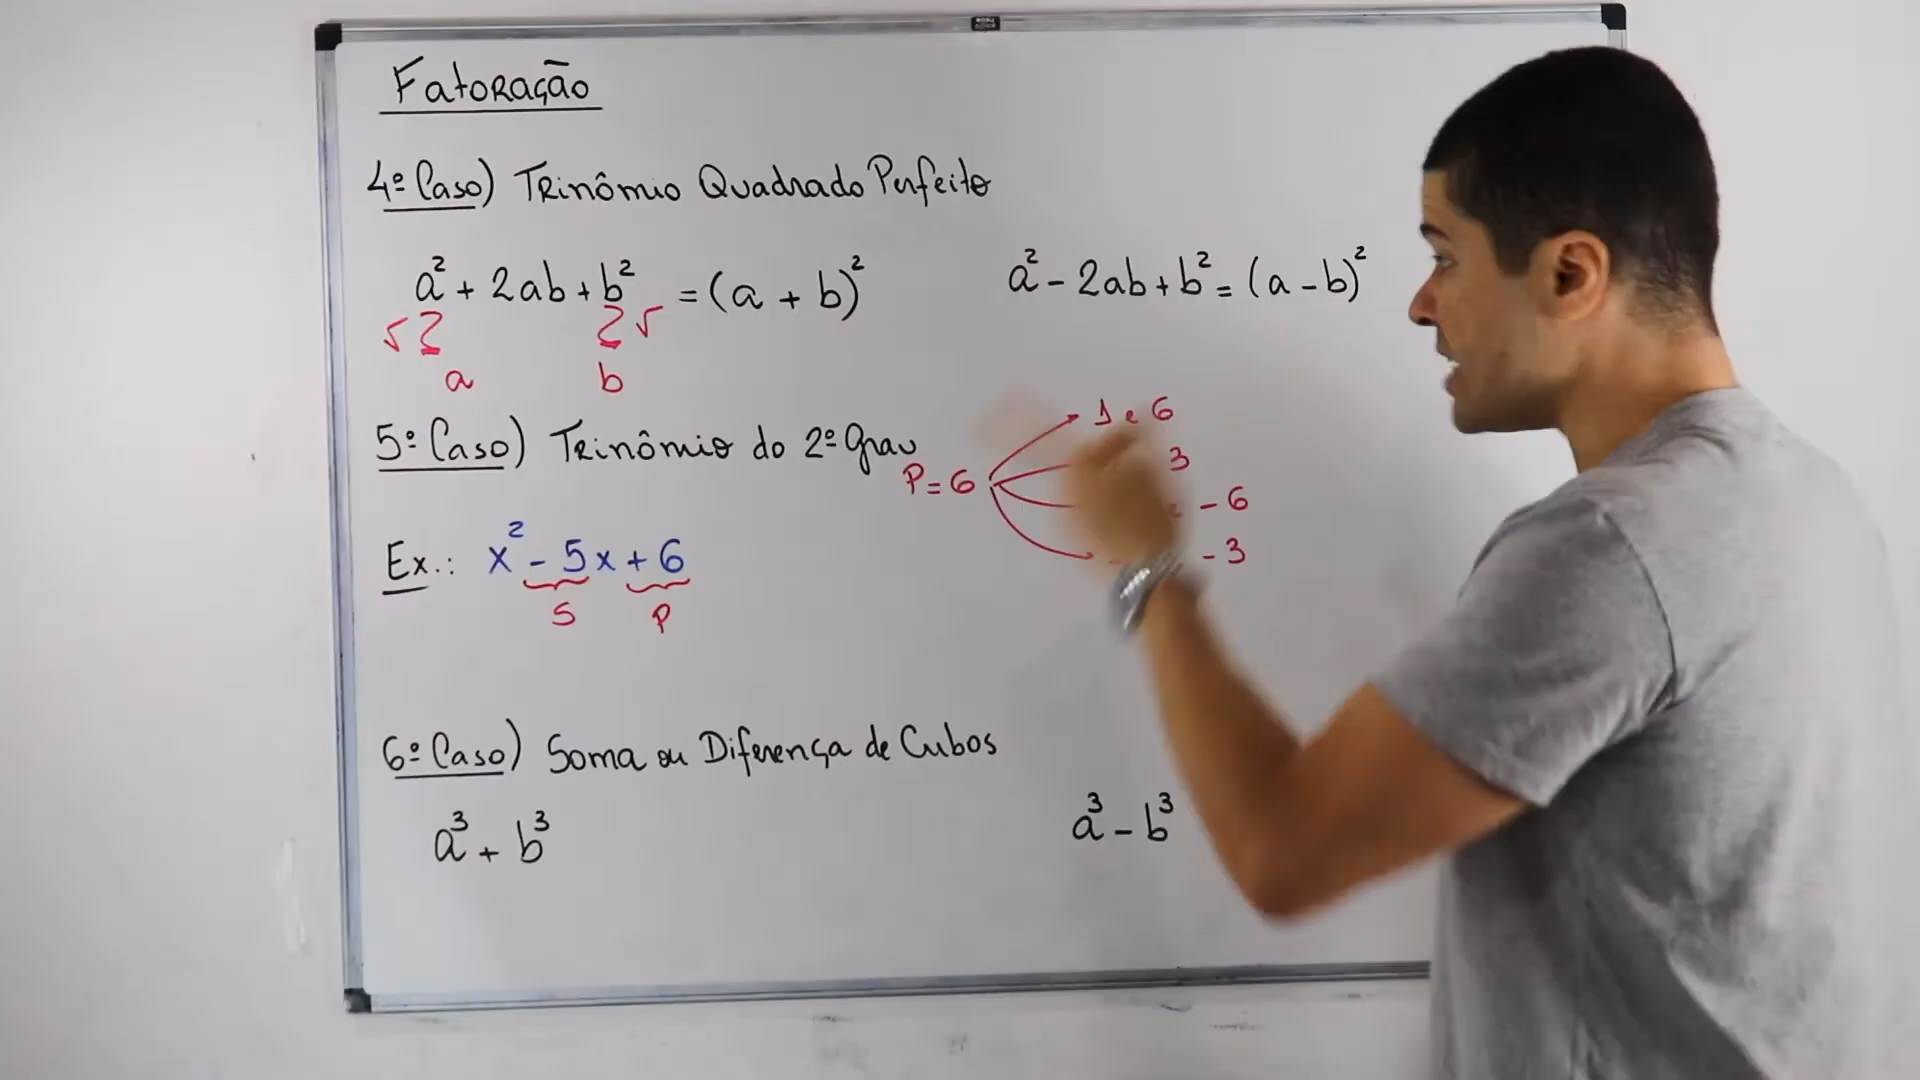 Fatoração
4º Caso) Trinômio Quadrado Perfeito
a² + 2ab + b² = (a + b)²
a² - 2ab + b² = (a - b)²
√ √
a b
5º Caso) Trinômio do 2º Grau
P = 6
1 e 6
3
- 6
- 3
Ex.: x² - 5x + 6
S P
6º Caso) Soma ou Diferença de Cubos
a³ + b³
a³ - b³